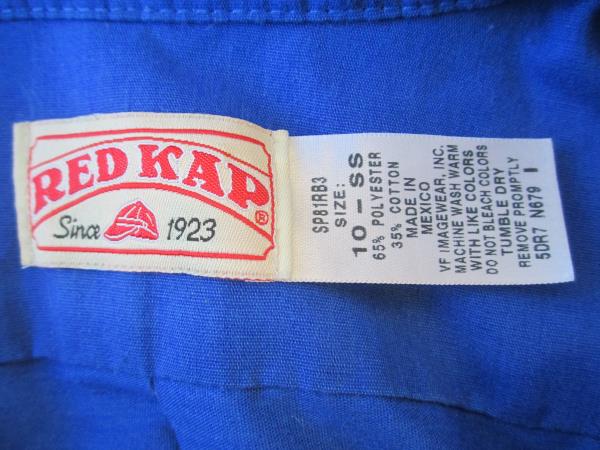 RED KAP®
Since 1923
SP81RB3
SIZE:
10-SS
65% POLYESTER
35% COTTON
MADE IN
MEXICO
VF IMAGEWEAR, INC.
MACHINE WASH WARM
WITH LIKE COLORS
DO NOT BLEACH COLORS
TUMBLE DRY
REMOVE PROMPTLY
5DR7 N679 I